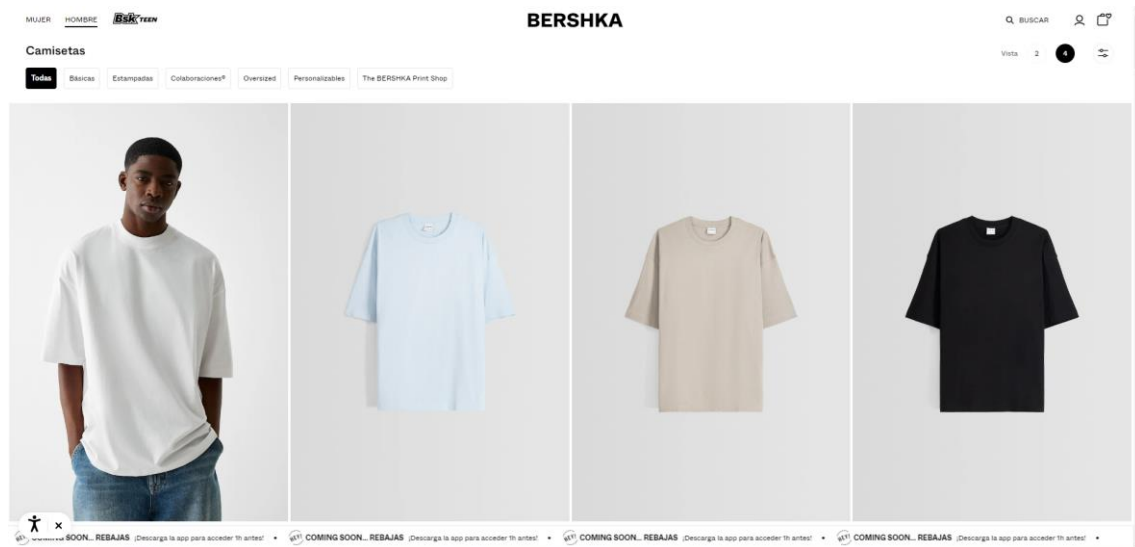 MUJER HOMBRE Bsk TEEN BERSHKA BUSCAR
Camisetas Vista 2 4
Todas Básicas Estampadas Colaboraciones® Oversized Personalizables The BERSHKA Print Shop
SOON... REBAJAS ¡Descarga la app para acceder 1h antes! • COMING SOON... REBAJAS ¡Descarga la app para acceder 1h antes! • COMING SOON... REBAJAS ¡Descarga la app para acceder 1h antes! • COMING SOON... REBAJAS ¡Descarga la app para acceder 1h antes! •